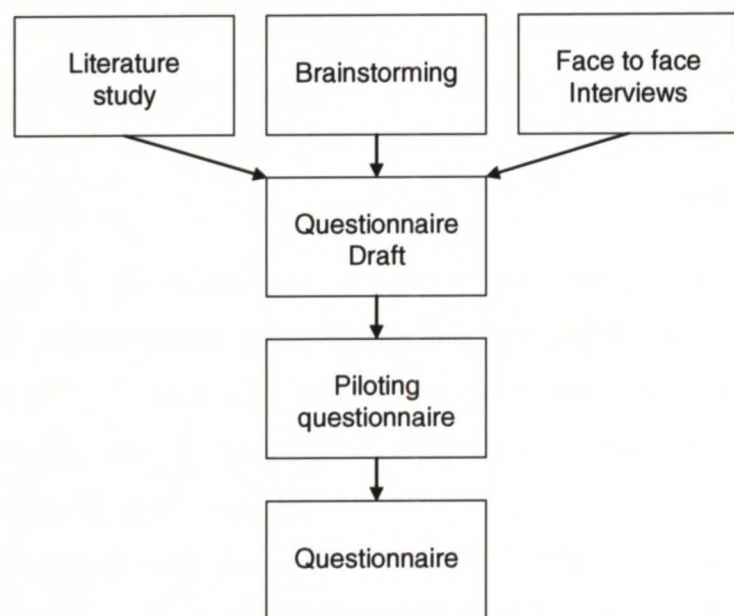 Literature
study
Brainstorming
Face to face
Interviews
Questionnaire
Draft
Piloting
questionnaire
Questionnaire